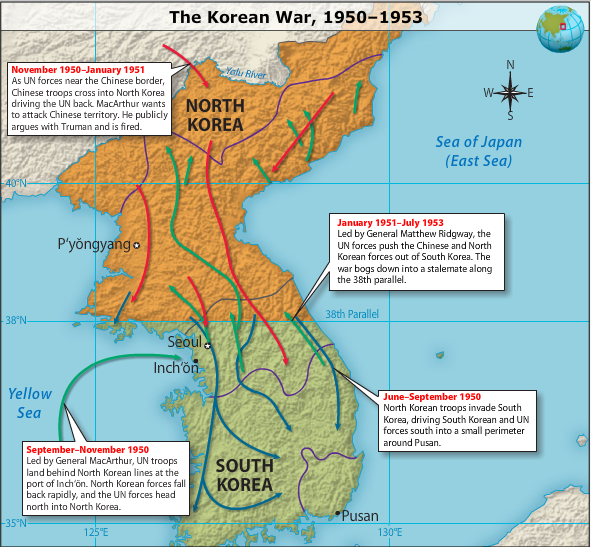 The Korean War, 1950–1953
November 1950–January 1951
As UN forces near the Chinese border,
Chinese troops cross into North Korea
driving the UN back. MacArthur wants
to attack Chinese territory. He publicly
argues with Truman and is fired.
Yalu River
NORTH
KOREA
N
W
E
S
Sea of Japan
(East Sea)
40°N
P'yŏngyang
January 1951–July 1953
Led by General Matthew Ridgway, the
UN forces push the Chinese and North
Korean forces out of South Korea. The
war bogs down into a stalemate along
the 38th parallel.
38°N
38th Parallel
Seoul
Inch'ŏn
Yellow
Sea
June–September 1950
North Korean troops invade South
Korea, driving South Korean and UN
forces south into a small perimeter
around Pusan.
September–November 1950
Led by General MacArthur, UN troops
land behind North Korean lines at the
port of Inch'ŏn. North Korean forces fall
back rapidly, and the UN forces head
north into North Korea.
SOUTH
KOREA
Pusan
35°N
125°E
130°E